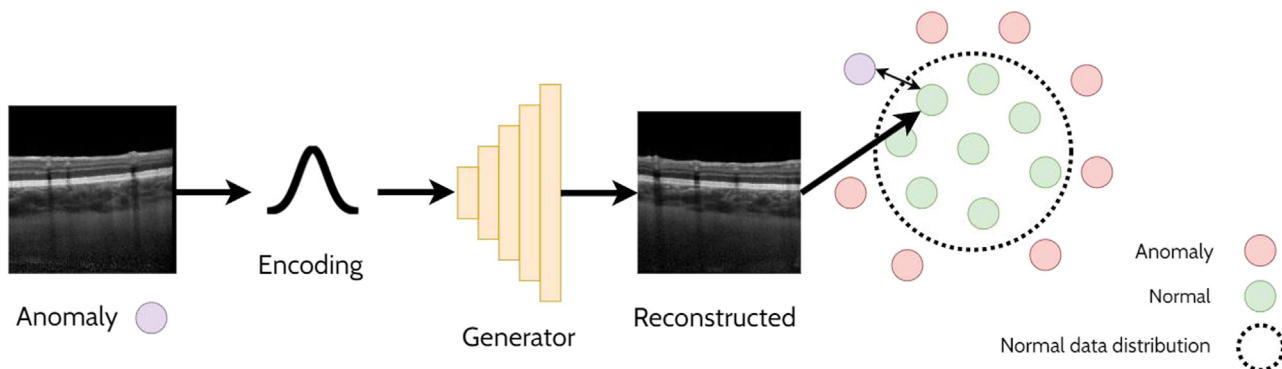 Anomaly
Encoding
Generator
Reconstructed
Anomaly
Normal
Normal data distribution